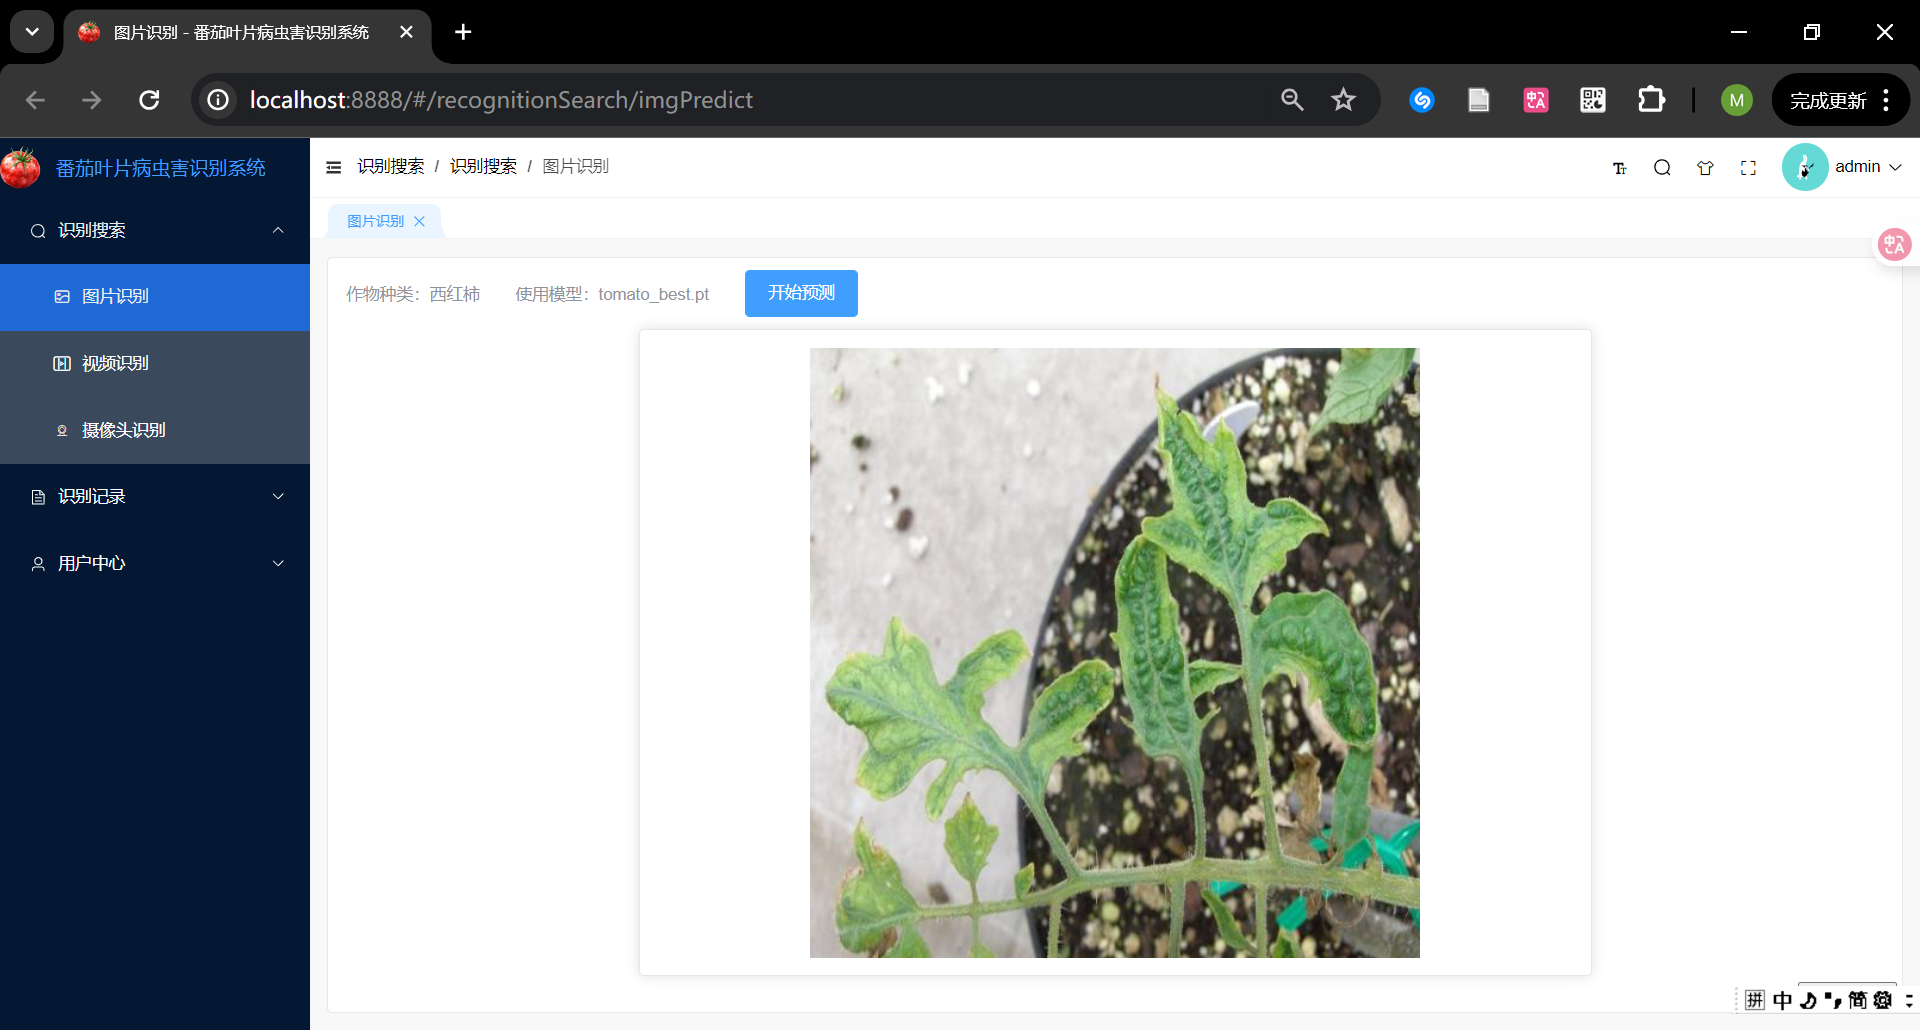 图片识别 - 番茄叶片病虫害识别系统
localhost:8888/#/recognitionSearch/imgPredict
中A
M
完成更新
番茄叶片病虫害识别系统
识别搜索 / 识别搜索 / 图片识别
TT
admin
识别搜索
图片识别
视频识别
摄像头识别
识别记录
用户中心
图片识别
中A
作物种类：西红柿 使用模型：tomato_best.pt 开始预测
拼 中 简